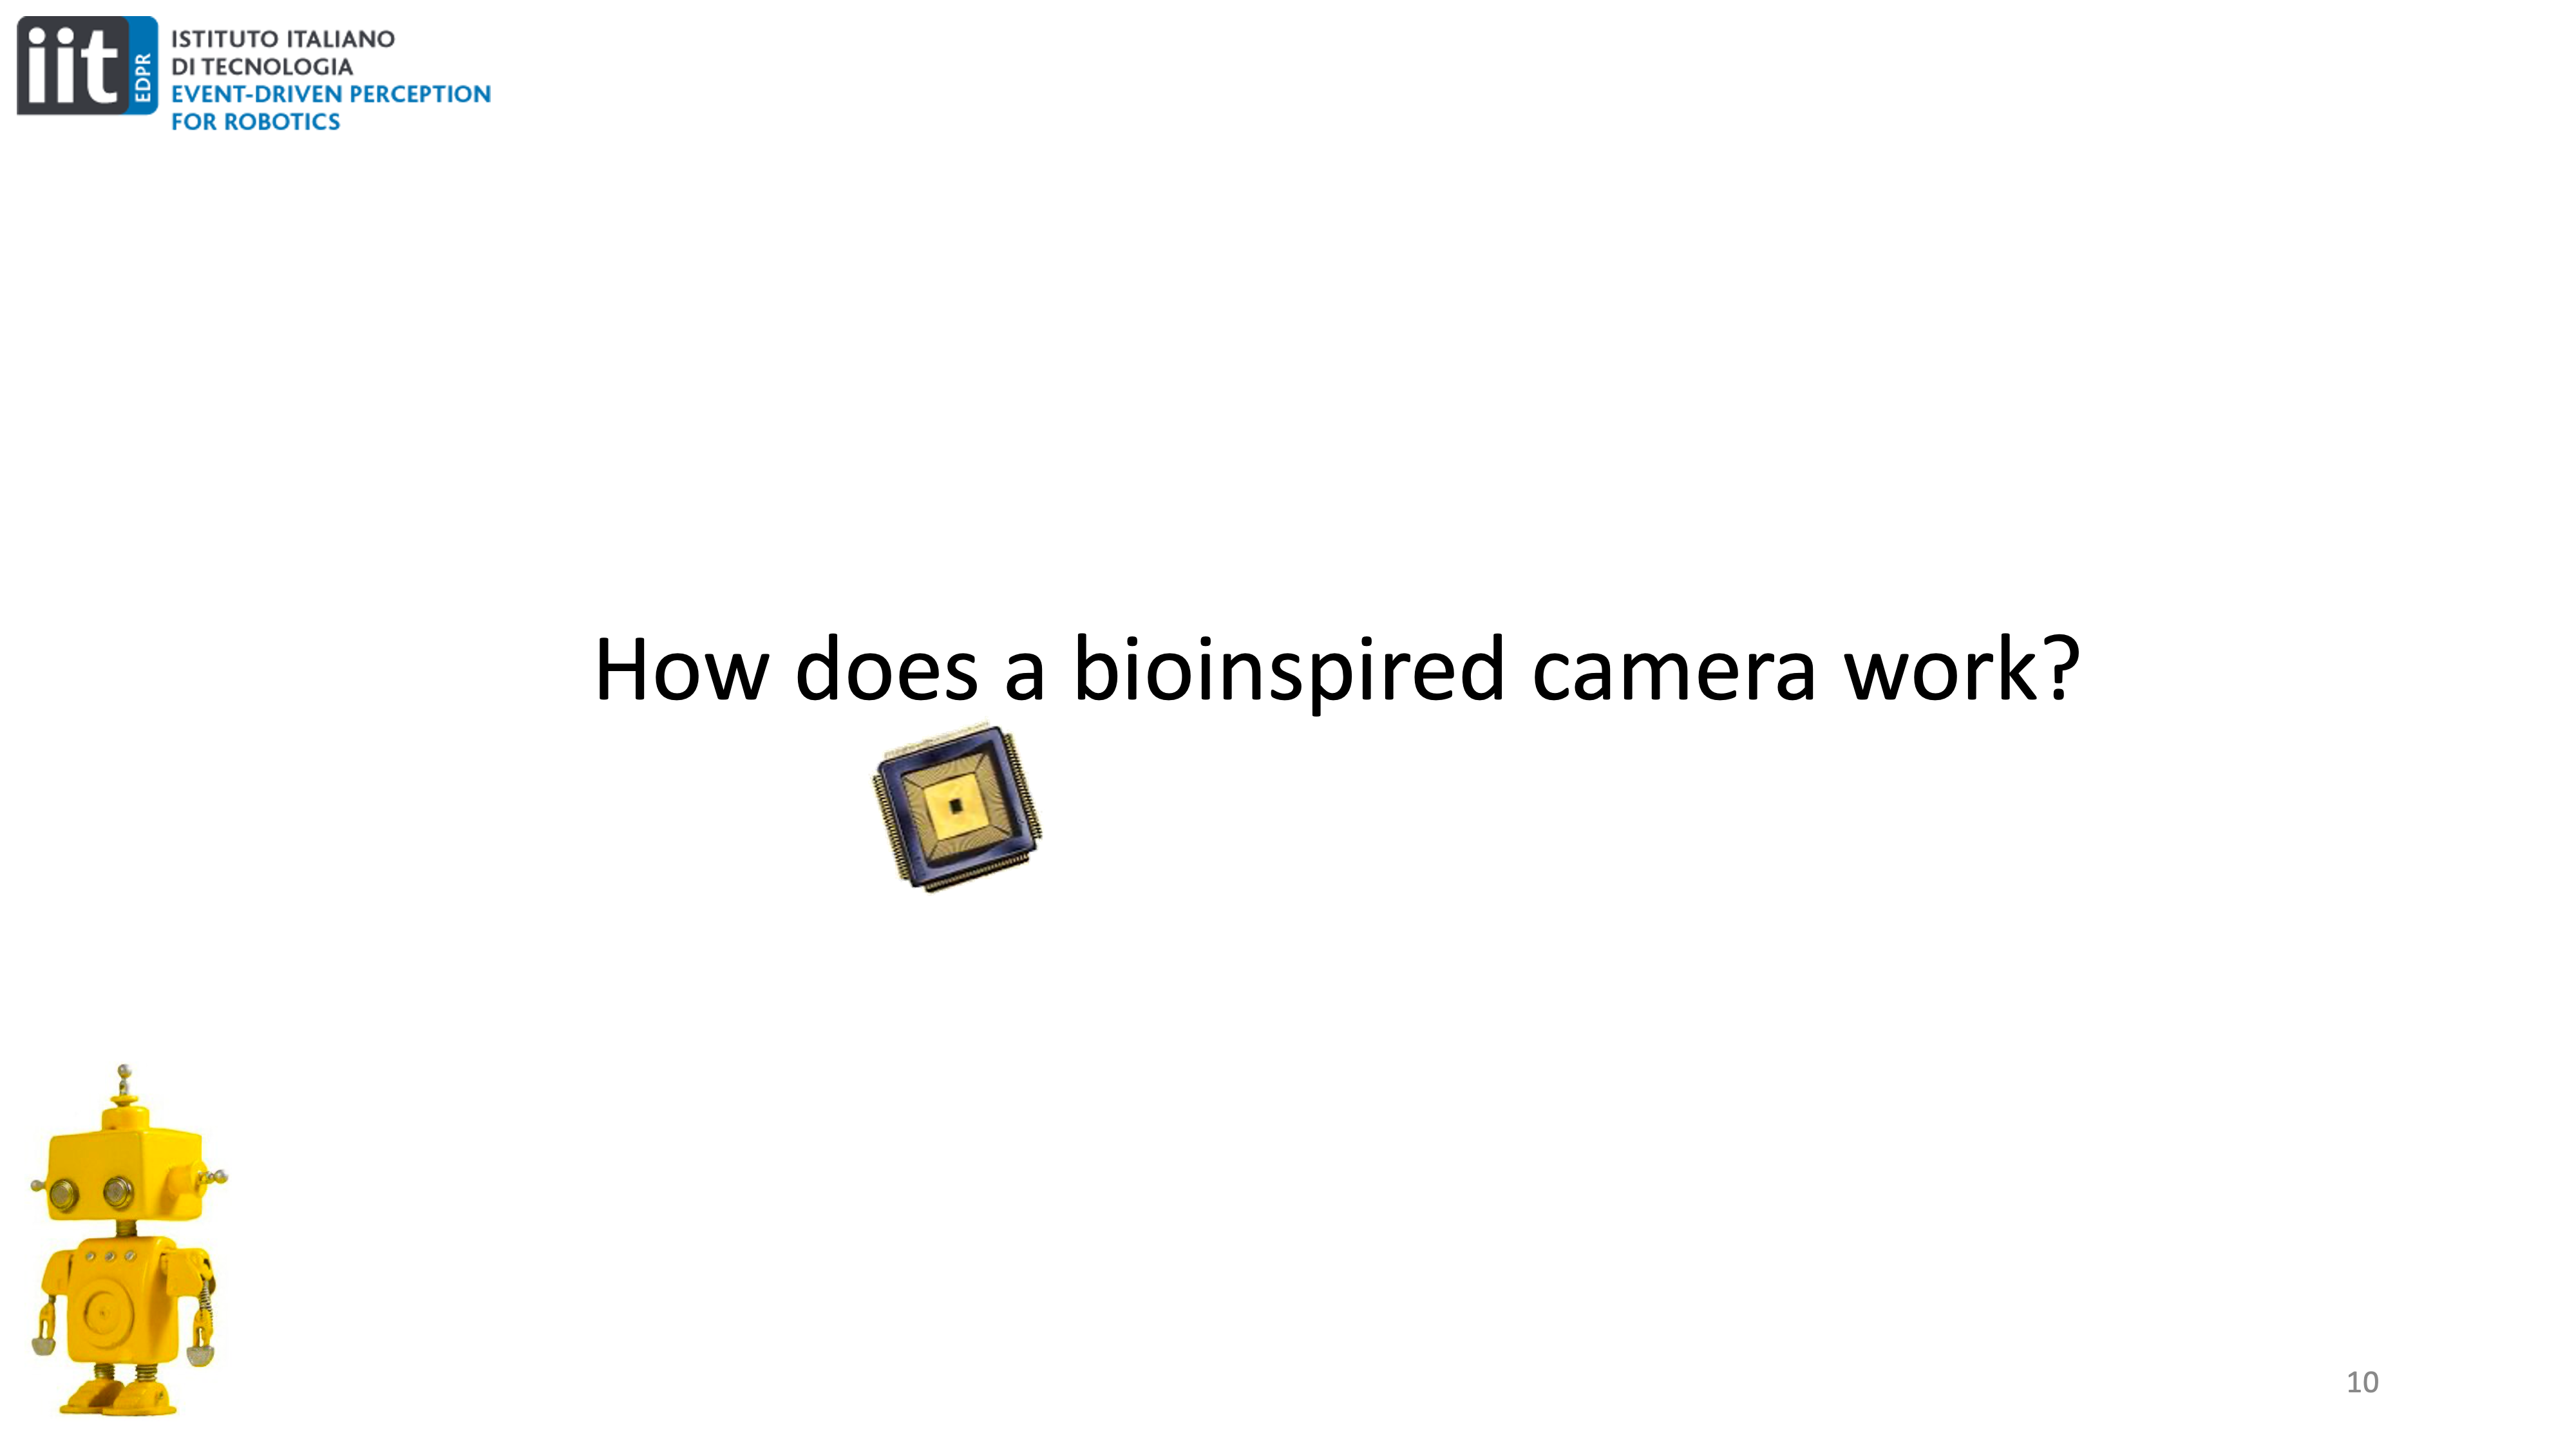 iit
EDPR
ISTITUTO ITALIANO
DI TECNOLOGIA
EVENT-DRIVEN PERCEPTION
FOR ROBOTICS
How does a bioinspired camera work?
10